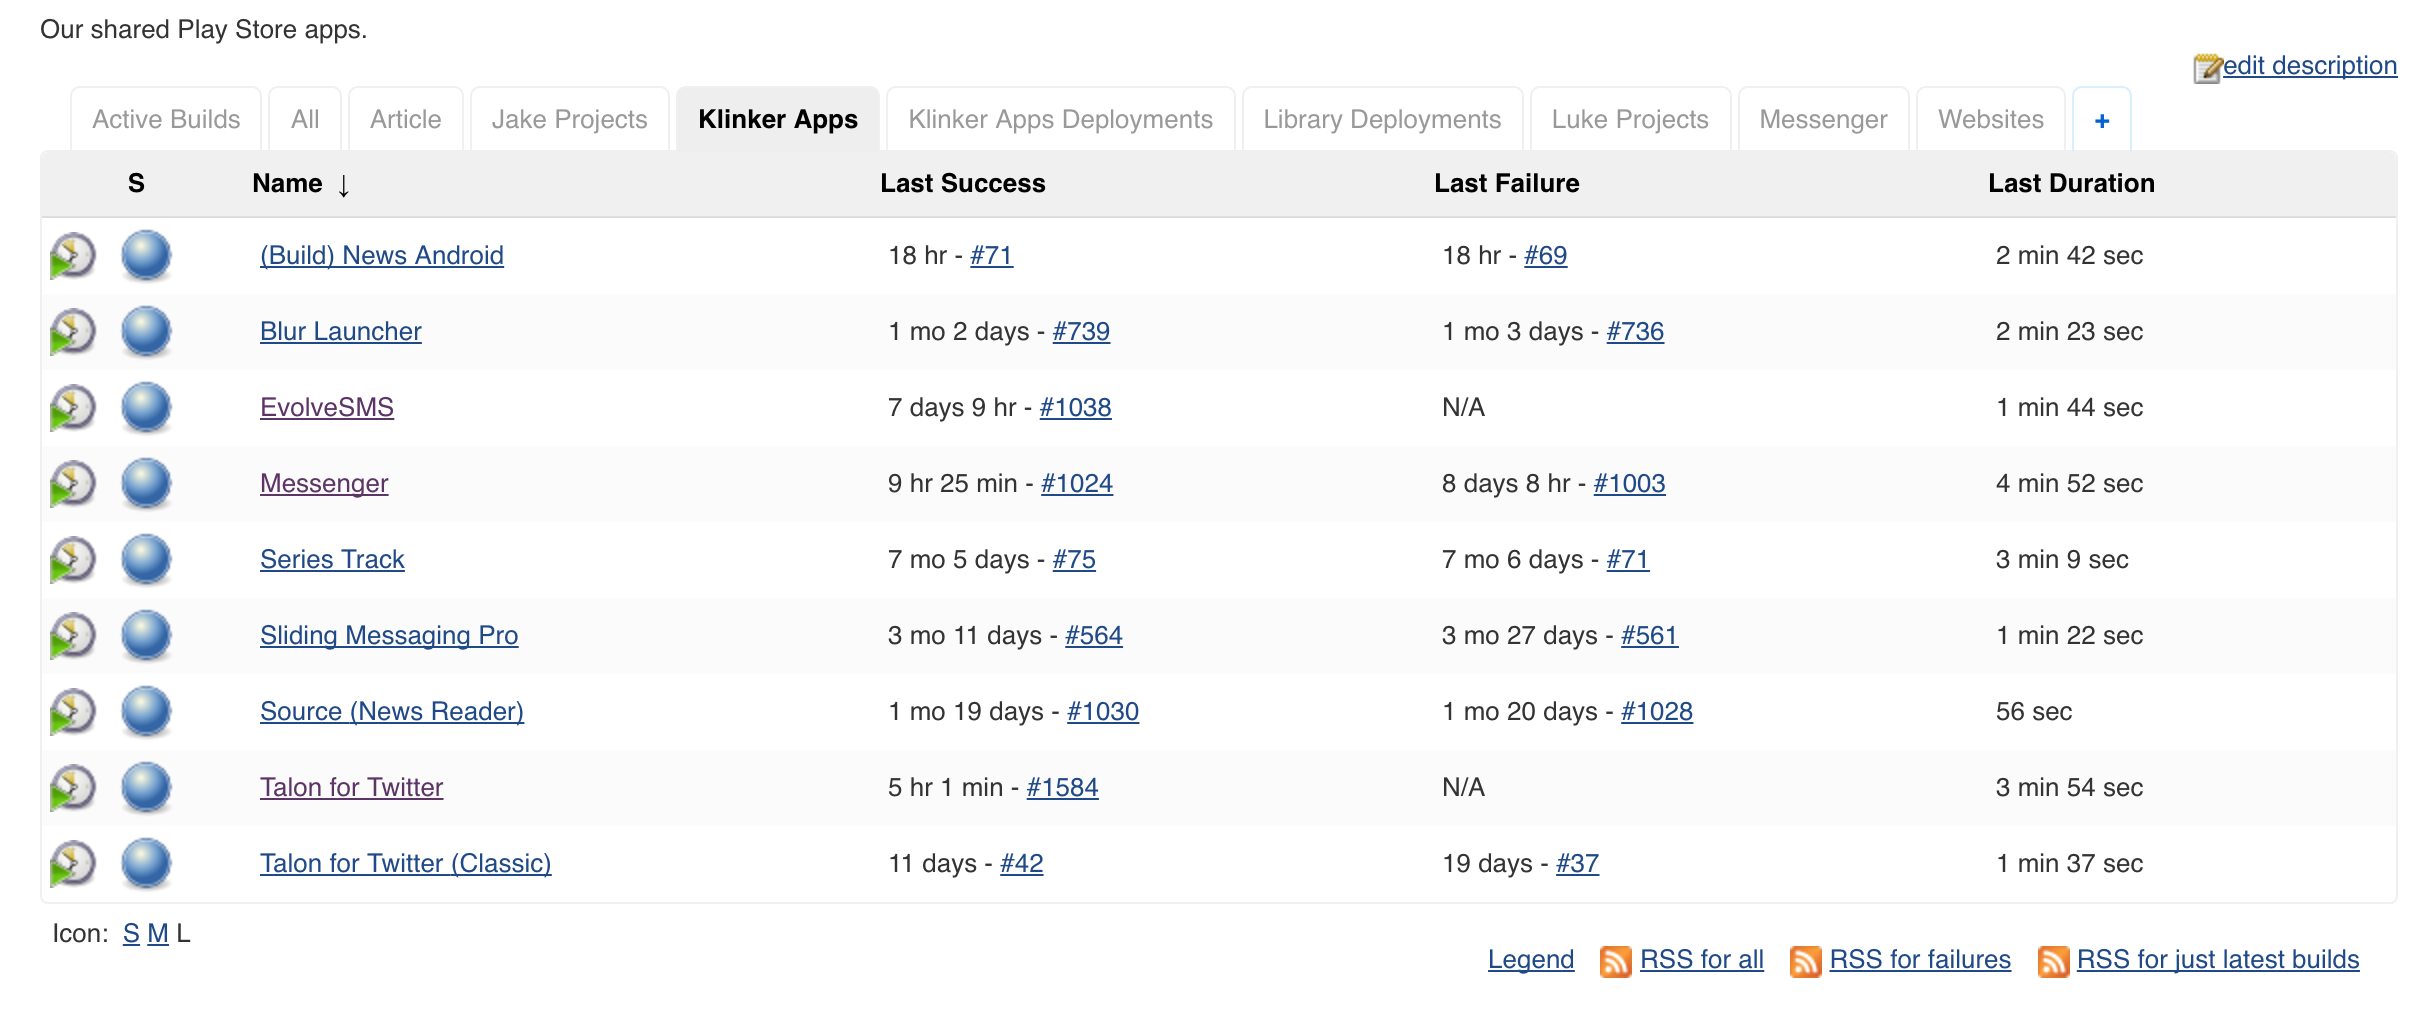 Our shared Play Store apps.
edit description
Active Builds All Article Jake Projects Klinker Apps Klinker Apps Deployments Library Deployments Luke Projects Messenger Websites +
S Name ↓ Last Success Last Failure Last Duration
(Build) News Android 18 hr - #71 18 hr - #69 2 min 42 sec
Blur Launcher 1 mo 2 days - #739 1 mo 3 days - #736 2 min 23 sec
EvolveSMS 7 days 9 hr - #1038 N/A 1 min 44 sec
Messenger 9 hr 25 min - #1024 8 days 8 hr - #1003 4 min 52 sec
Series Track 7 mo 5 days - #75 7 mo 6 days - #71 3 min 9 sec
Sliding Messaging Pro 3 mo 11 days - #564 3 mo 27 days - #561 1 min 22 sec
Source (News Reader) 1 mo 19 days - #1030 1 mo 20 days - #1028 56 sec
Talon for Twitter 5 hr 1 min - #1584 N/A 3 min 54 sec
Talon for Twitter (Classic) 11 days - #42 19 days - #37 1 min 37 sec
Icon: S M L
Legend RSS for all RSS for failures RSS for just latest builds